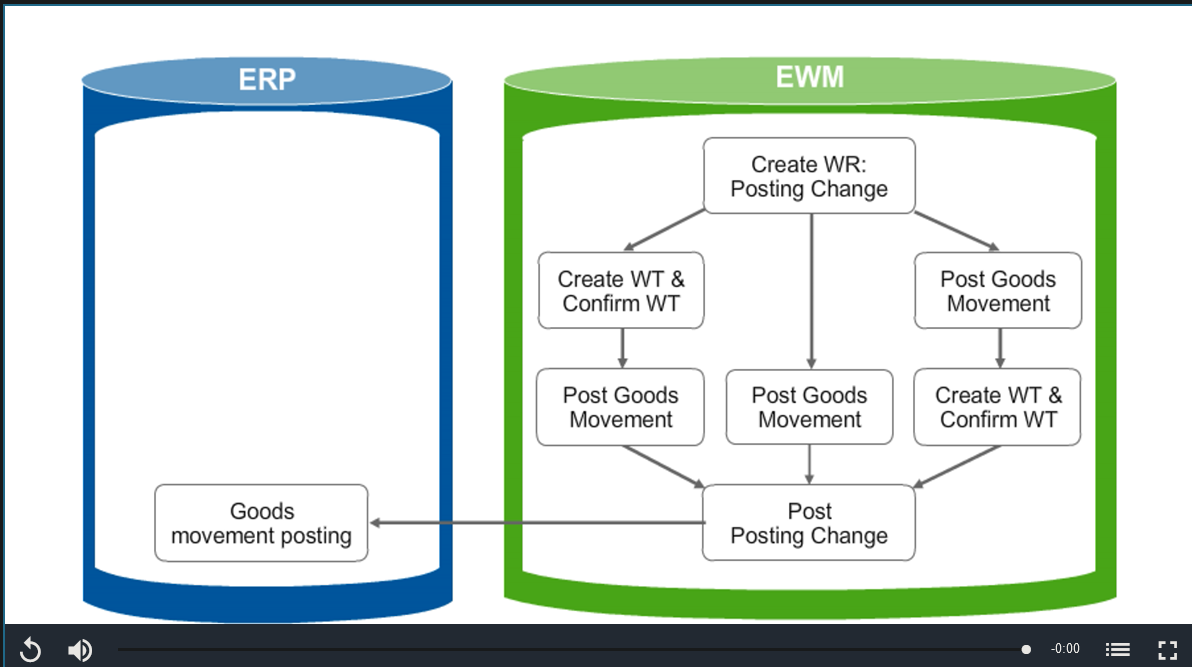 ERP
EWM
Create WR:
Posting Change
Create WT &
Confirm WT
Post Goods
Movement
Post Goods
Movement
Post Goods
Movement
Create WT &
Confirm WT
Goods
movement posting
Post
Posting Change
-0:00